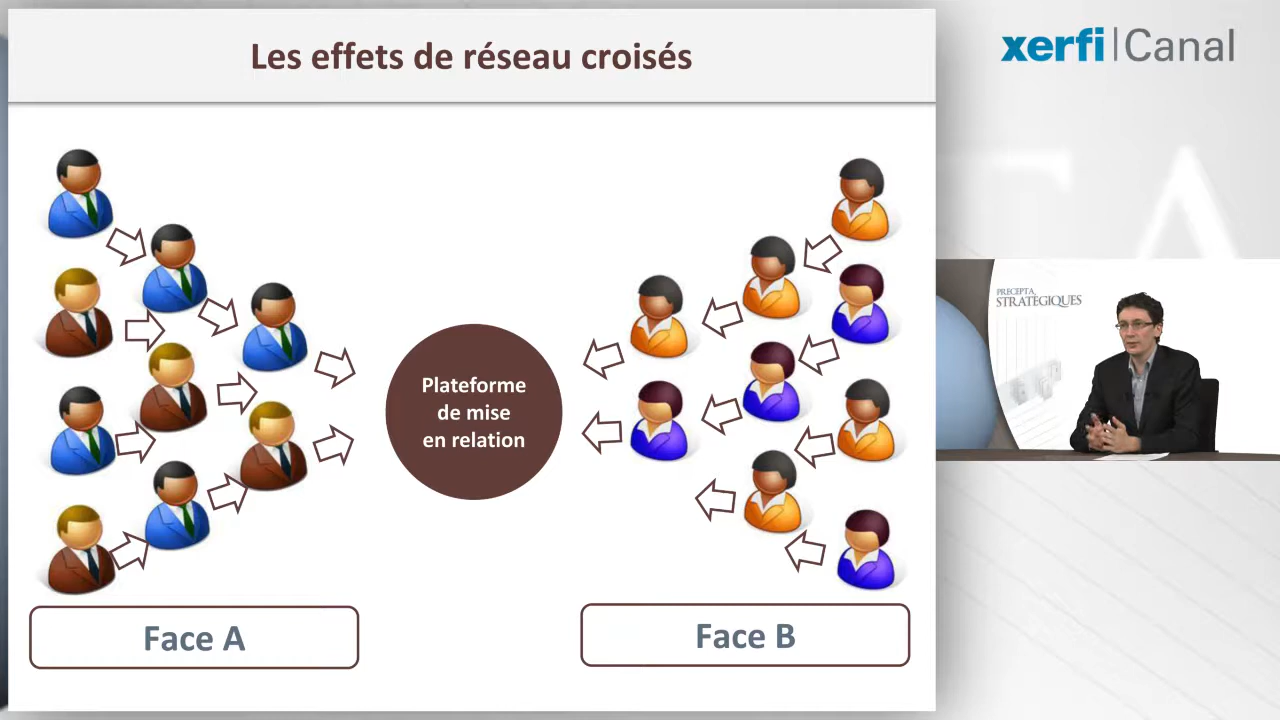 Les effets de réseau croisés
xerfi Canal
PRECEPTA
STRATÉGIQUES
Plateforme
de mise
en relation
Face A
Face B